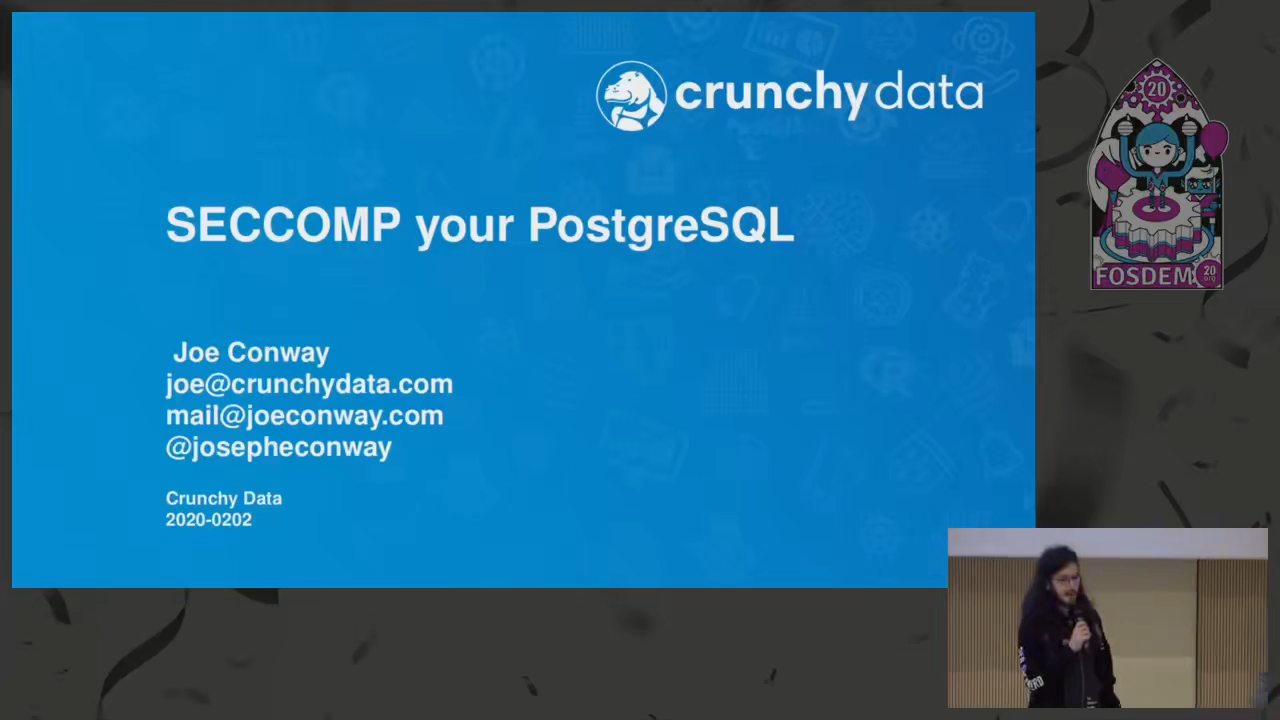 crunchydata
SECCOMP your PostgreSQL
Joe Conway
joe@crunchydata.com
mail@joeconway.com
@josepheconway
Crunchy Data
2020-0202
20
FOSDEM
20
.org